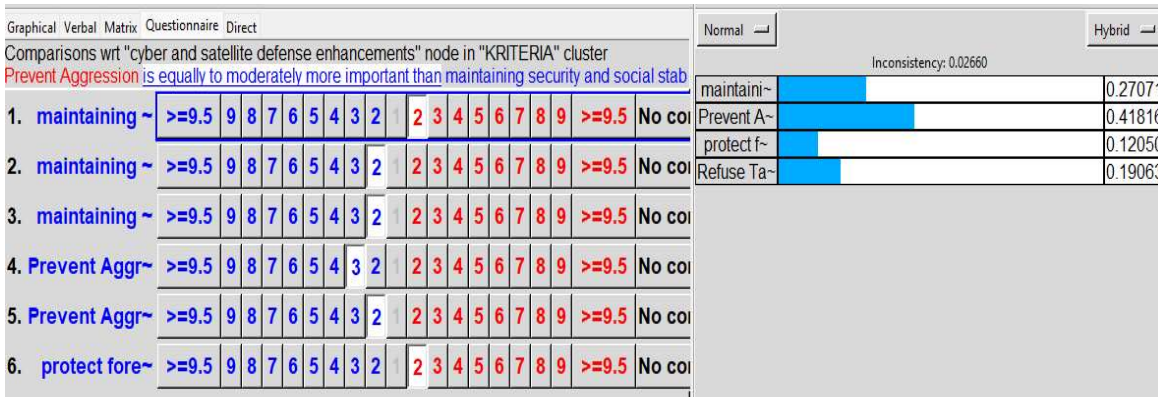 Graphical Verbal Matrix Questionnaire Direct
Comparisons wrt "cyber and satellite defense enhancements" node in "KRITERIA" cluster
Prevent Aggression is equally to moderately more important than maintaining security and social stab
1. maintaining ~ >=9.5 9 8 7 6 5 4 3 2 1 2 3 4 5 6 7 8 9 >=9.5 No co
2. maintaining ~ >=9.5 9 8 7 6 5 4 3 2 1 2 3 4 5 6 7 8 9 >=9.5 No co
3. maintaining ~ >=9.5 9 8 7 6 5 4 3 2 1 2 3 4 5 6 7 8 9 >=9.5 No co
4. Prevent Aggr~ >=9.5 9 8 7 6 5 4 3 2 1 2 3 4 5 6 7 8 9 >=9.5 No co
5. Prevent Aggr~ >=9.5 9 8 7 6 5 4 3 2 1 2 3 4 5 6 7 8 9 >=9.5 No co
6. protect fore~ >=9.5 9 8 7 6 5 4 3 2 1 2 3 4 5 6 7 8 9 >=9.5 No co
Normal Hybrid
Inconsistency: 0.02660
maintaini~ 0.27071
Prevent A~ 0.41816
protect f~ 0.12050
Refuse Ta~ 0.19063